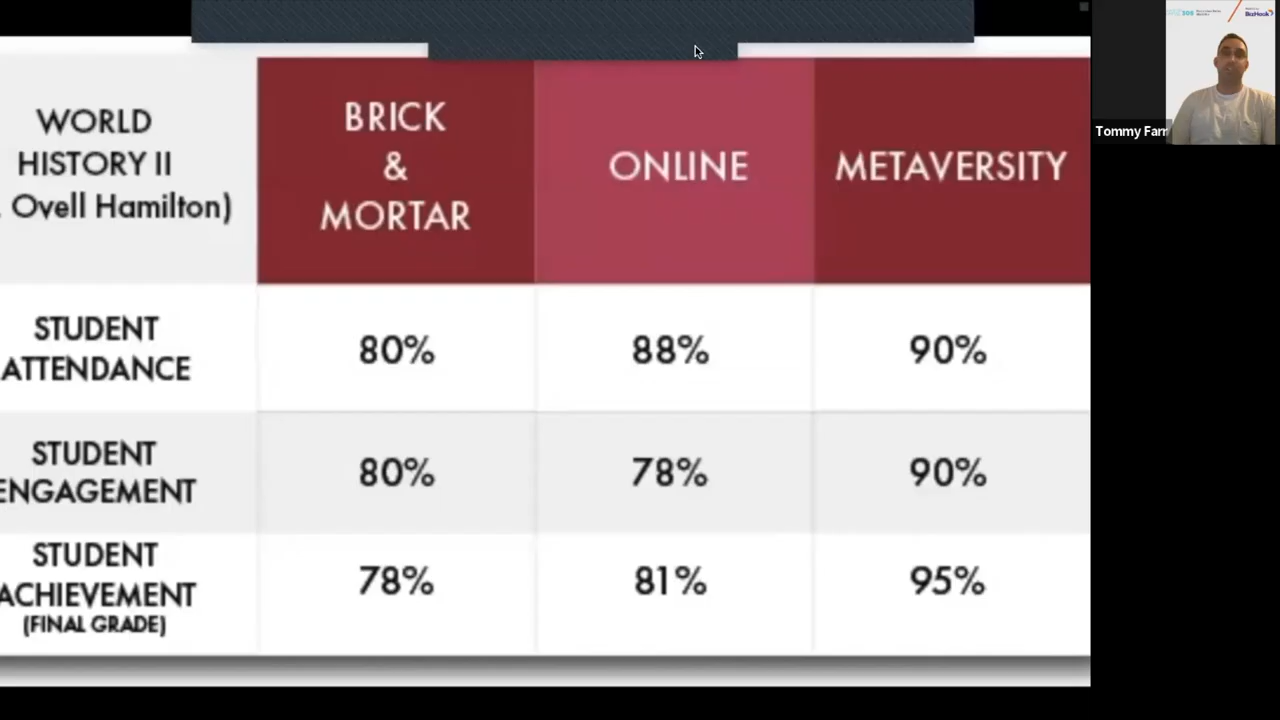 WORLD
HISTORY II
Ovell Hamilton)
BRICK
&
MORTAR
ONLINE
METAVERSITY
STUDENT
ATTENDANCE
80%
88%
90%
STUDENT
ENGAGEMENT
80%
78%
90%
STUDENT
ACHIEVEMENT
(FINAL GRADE)
78%
81%
95%
Tommy Farr
BizHack